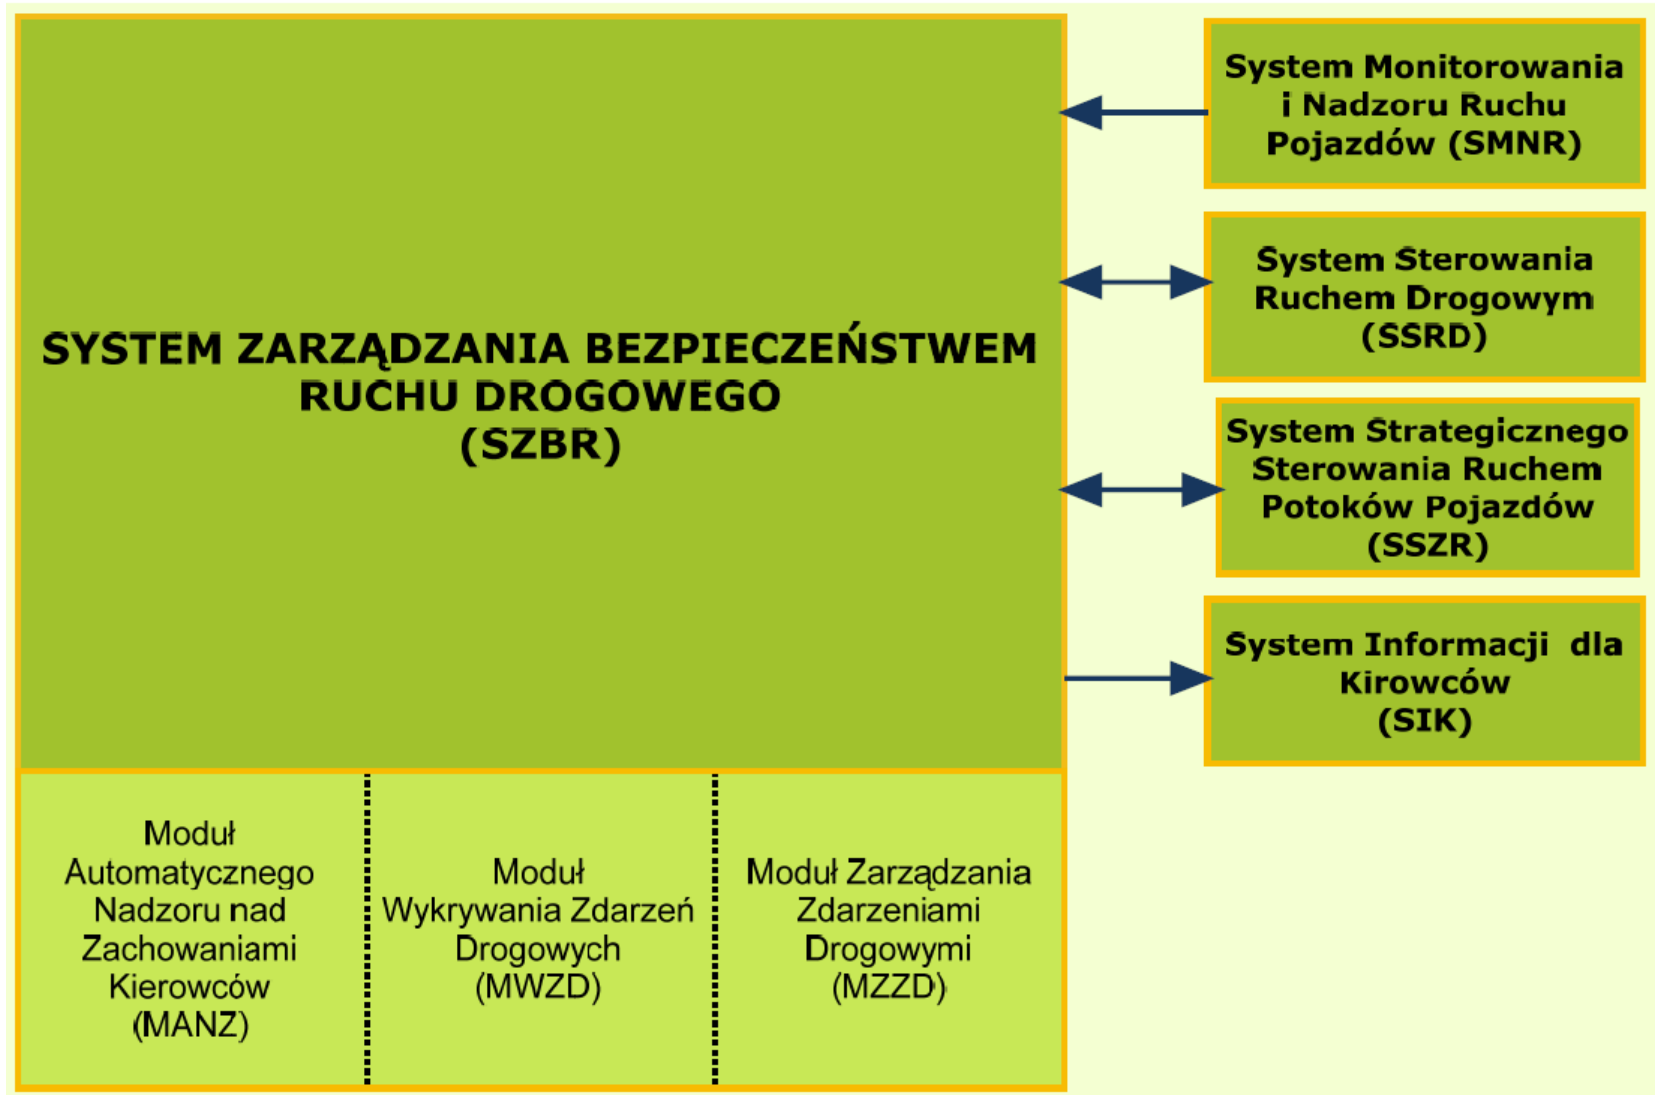 SYSTEM ZARZĄDZANIA BEZPIECZEŃSTWEM
RUCHU DROGOWEGO
(SZBR)
Moduł
Automatycznego
Nadzoru nad
Zachowaniami
Kierowców
(MANZ)
Moduł
Wykrywania Zdarzeń
Drogowych
(MWZD)
Moduł Zarządzania
Zdarzeniami
Drogowymi
(MZZD)
System Monitorowania
i Nadzoru Ruchu
Pojazdów (SMNR)
System Sterowania
Ruchem Drogowym
(SSRD)
System Strategicznego
Sterowania Ruchem
Potoków Pojazdów
(SSZR)
System Informacji dla
Kirowców
(SIK)